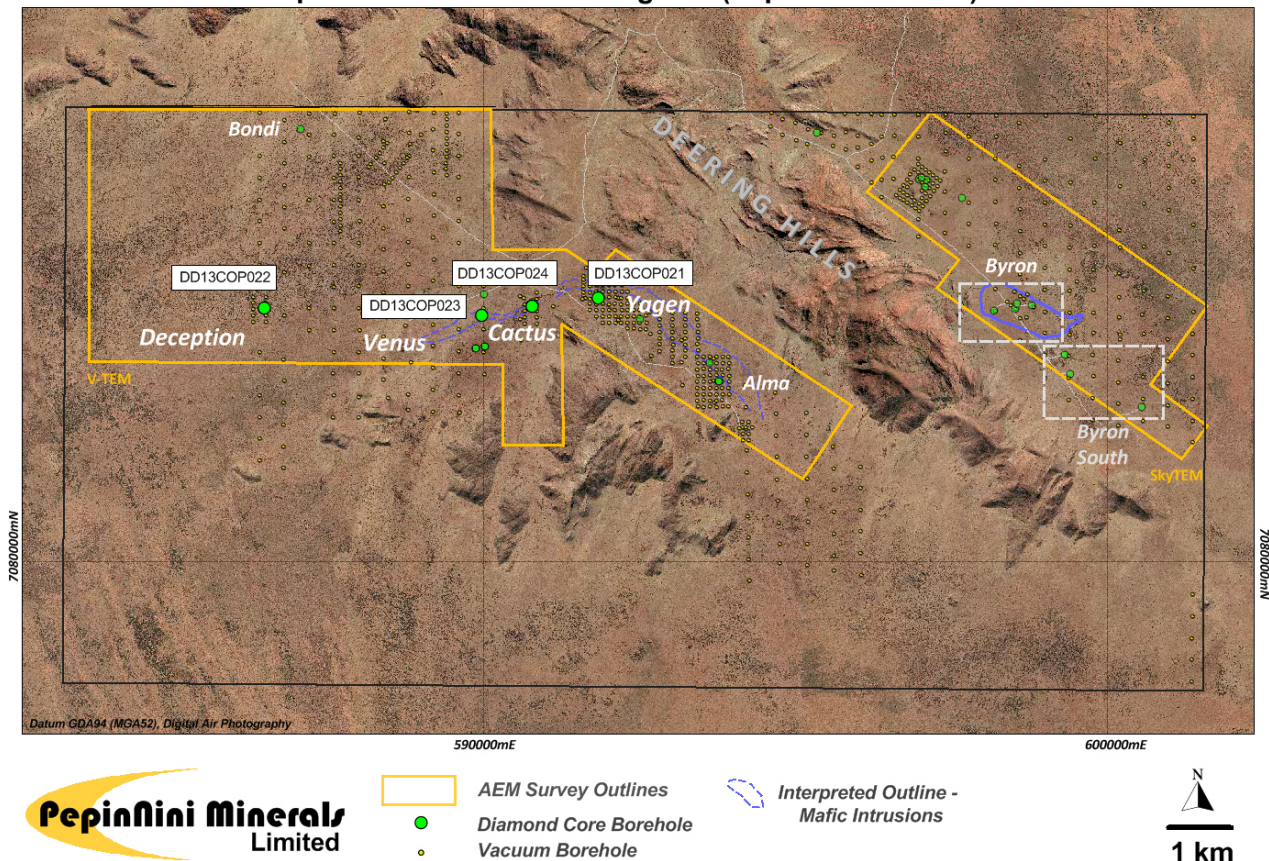 Bondi
DEERING HILLS
DD13COP022
DD13COP024
DD13COP021
Byron
DD13COP023
Yagen
Deception
Venus
Cactus
V-TEM
Alma
Byron
South
SkyTEM
7080000mN
7080000mN
Datum GDA94 (MGA52), Digital Air Photography
590000mE
600000mE
PepinNini Minerals
Limited
AEM Survey Outlines
Diamond Core Borehole
Vacuum Borehole
Interpreted Outline -
Mafic Intrusions
N
1 km